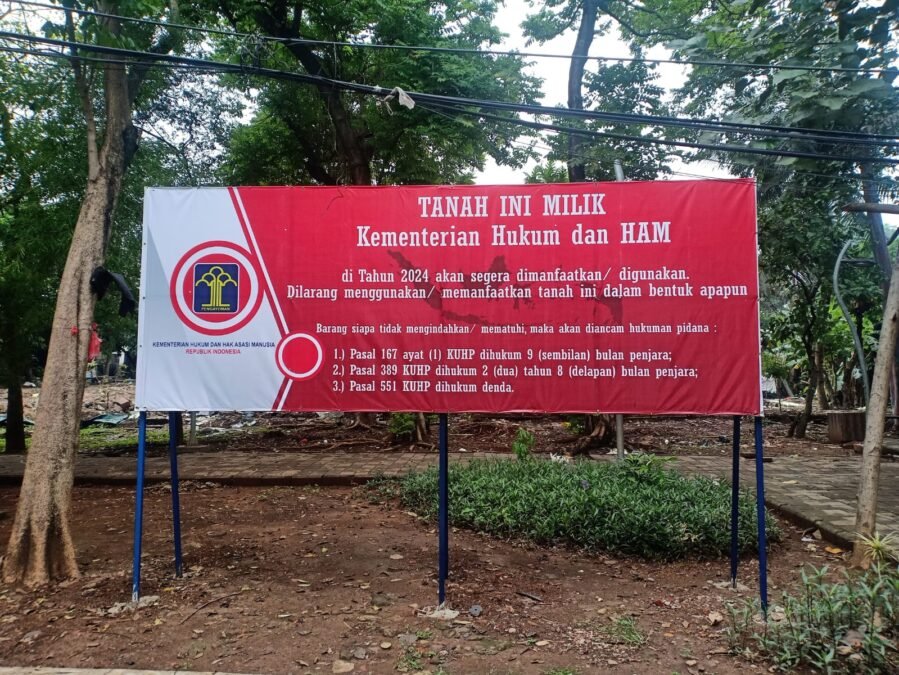 TANAH INI MILIK
Kementerian Hukum dan HAM
di Tahun 2024 akan segera dimanfaatkan/ digunakan.
Dilarang menggunakan/ memanfaatkan tanah ini dalam bentuk apapun
Barang siapa tidak mengindahkan/ mematuhi, maka akan diancam hukuman pidana :
1.) Pasal 167 ayat (1) KUHP dihukum 9 (sembilan) bulan penjara;
2.) Pasal 389 KUHP dihukum 2 (dua) tahun 8 (delapan) bulan penjara;
3.) Pasal 551 KUHP dihukum denda.
PENGAYOMAN
KEMENTERIAN HUKUM DAN HAK ASASI MANUSIA
REPUBLIK INDONESIA